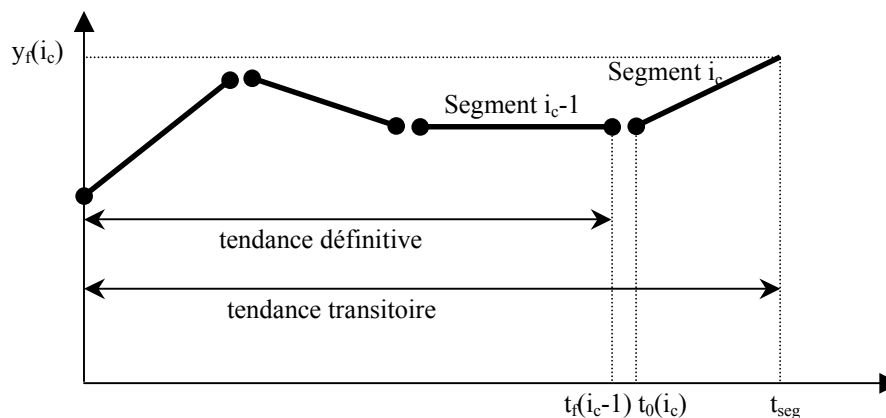 y_f(i_c)
Segment i_c
Segment i_c-1
tendance définitive
tendance transitoire
t_f(i_c-1) t_0(i_c) t_seg